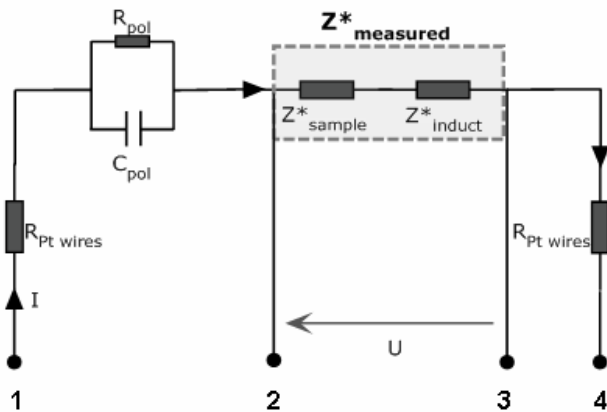 R_pol
Z*_measured
C_pol
Z*_sample
Z*_induct
R_Pt wires
R_Pt wires
I
U
1
2
3
4